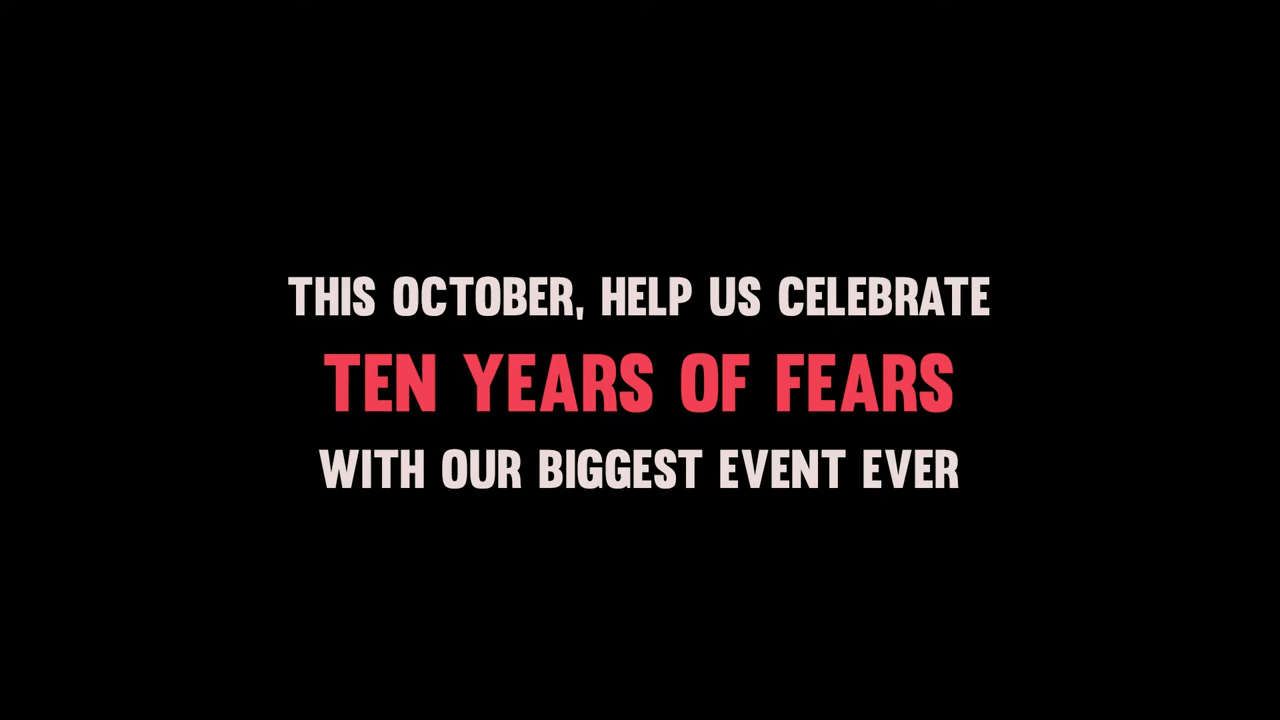 THIS OCTOBER, HELP US CELEBRATE
TEN YEARS OF FEARS
WITH OUR BIGGEST EVENT EVER